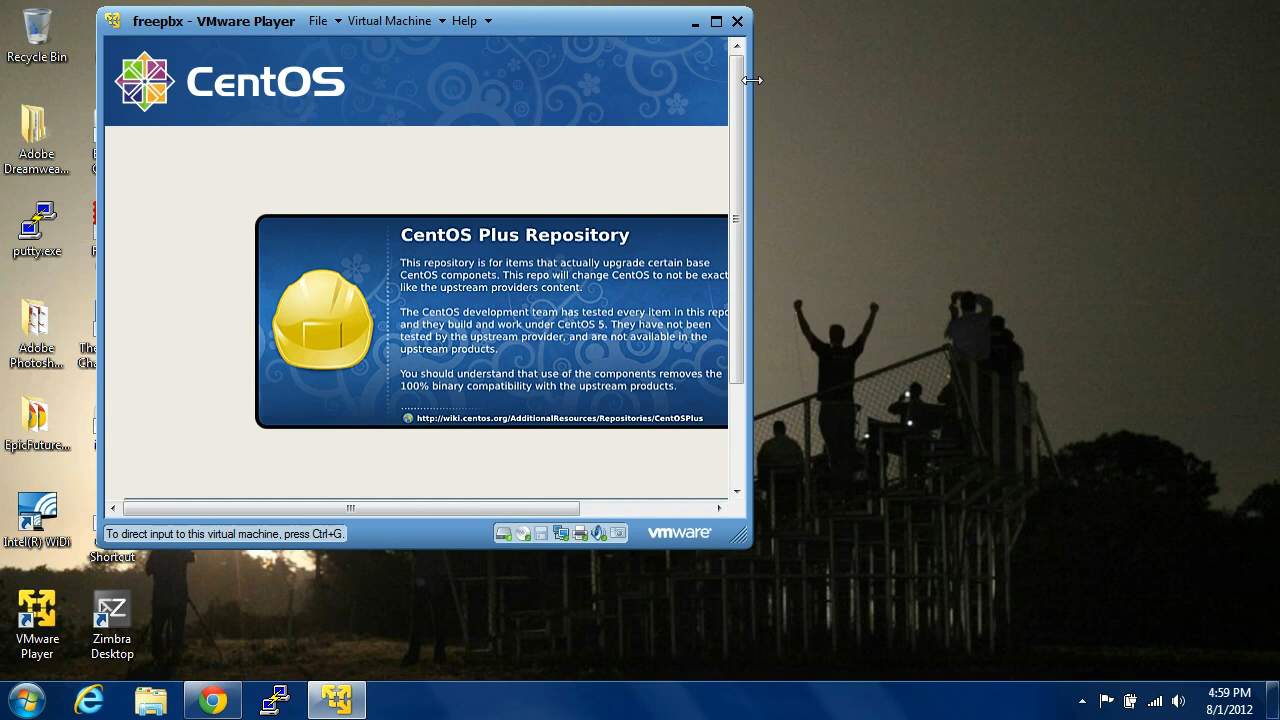 freepbx - VMware Player File Virtual Machine Help
Recycle Bin
CentOS
Adobe
Dreamwea...
putty.exe
Adobe
Photosh...
EpicFuture...
Intel(R) WiDi
Shortcut
VMware
Player
Zimbra
Desktop
CentOS Plus Repository
This repository is for items that actually upgrade certain base
CentOS componets. This repo will change CentOS to not be exact
like the upstream providers content.
The CentOS development team has tested every item in this repo
and they build and work under CentOS 5. They have not been
tested by the upstream provider, and are not available in the
upstream products.
You should understand that use of the components removes the
100% binary compatibility with the upstream products.
http://wiki.centos.org/AdditionalResources/Repositories/CentOSPlus
To direct input to this virtual machine, press Ctrl+G.
vmware
4:59 PM
8/1/2012